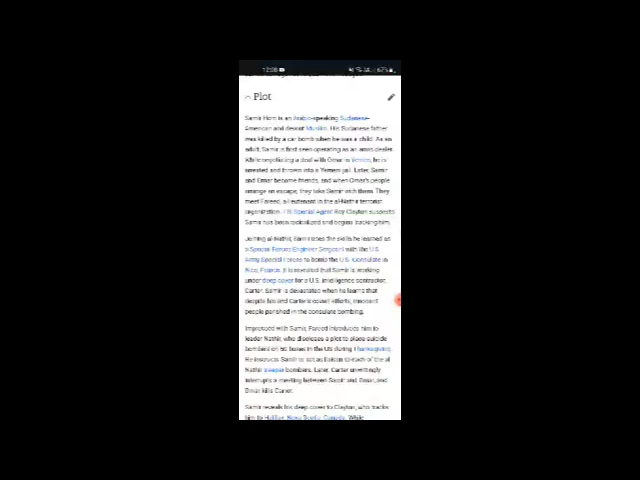 12:08
Plot
Samir Horn is an Arabic-speaking Sudanese-
American and devout Muslim. His Sudanese father
was killed by a car bomb when he was a child. As an
adult, Samir is first seen operating as an arms dealer.
While negotiating a deal with Omar in Yemen, he is
arrested and thrown into a Yemeni jail. Later, Samir
and Omar become friends, and when Omar's people
arrange an escape, they take Samir with them. They
meet Fareed, a lieutenant in the al-Nathir terrorist
organization. FBI Special Agent Roy Clayton suspects
Samir has been radicalized and begins tracking him.
Joining al-Nathir, Samir uses the skills he learned as
a Special Forces Engineer Sergeant with the U.S.
Army Special Forces to bomb the U.S. Consulate in
Nice, France. It is revealed that Samir is working
under deep cover for a U.S. intelligence contractor,
Carter. Samir is devastated when he learns that
despite his and Carter's covert efforts, innocent
people perished in the consulate bombing.
Impressed with Samir, Fareed introduces him to
leader Nathir, who discloses a plot to place suicide
bombers on 50 buses in the US during Thanksgiving.
He instructs Samir to act as liaison to each of the al
Nathir sleeper bombers. Later, Carter unwittingly
interrupts a meeting between Samir and Omar, and
Omar kills Carter.
Samir reveals his deep cover to Clayton, who tracks
him to Halifax, Nova Scotia, Canada. While